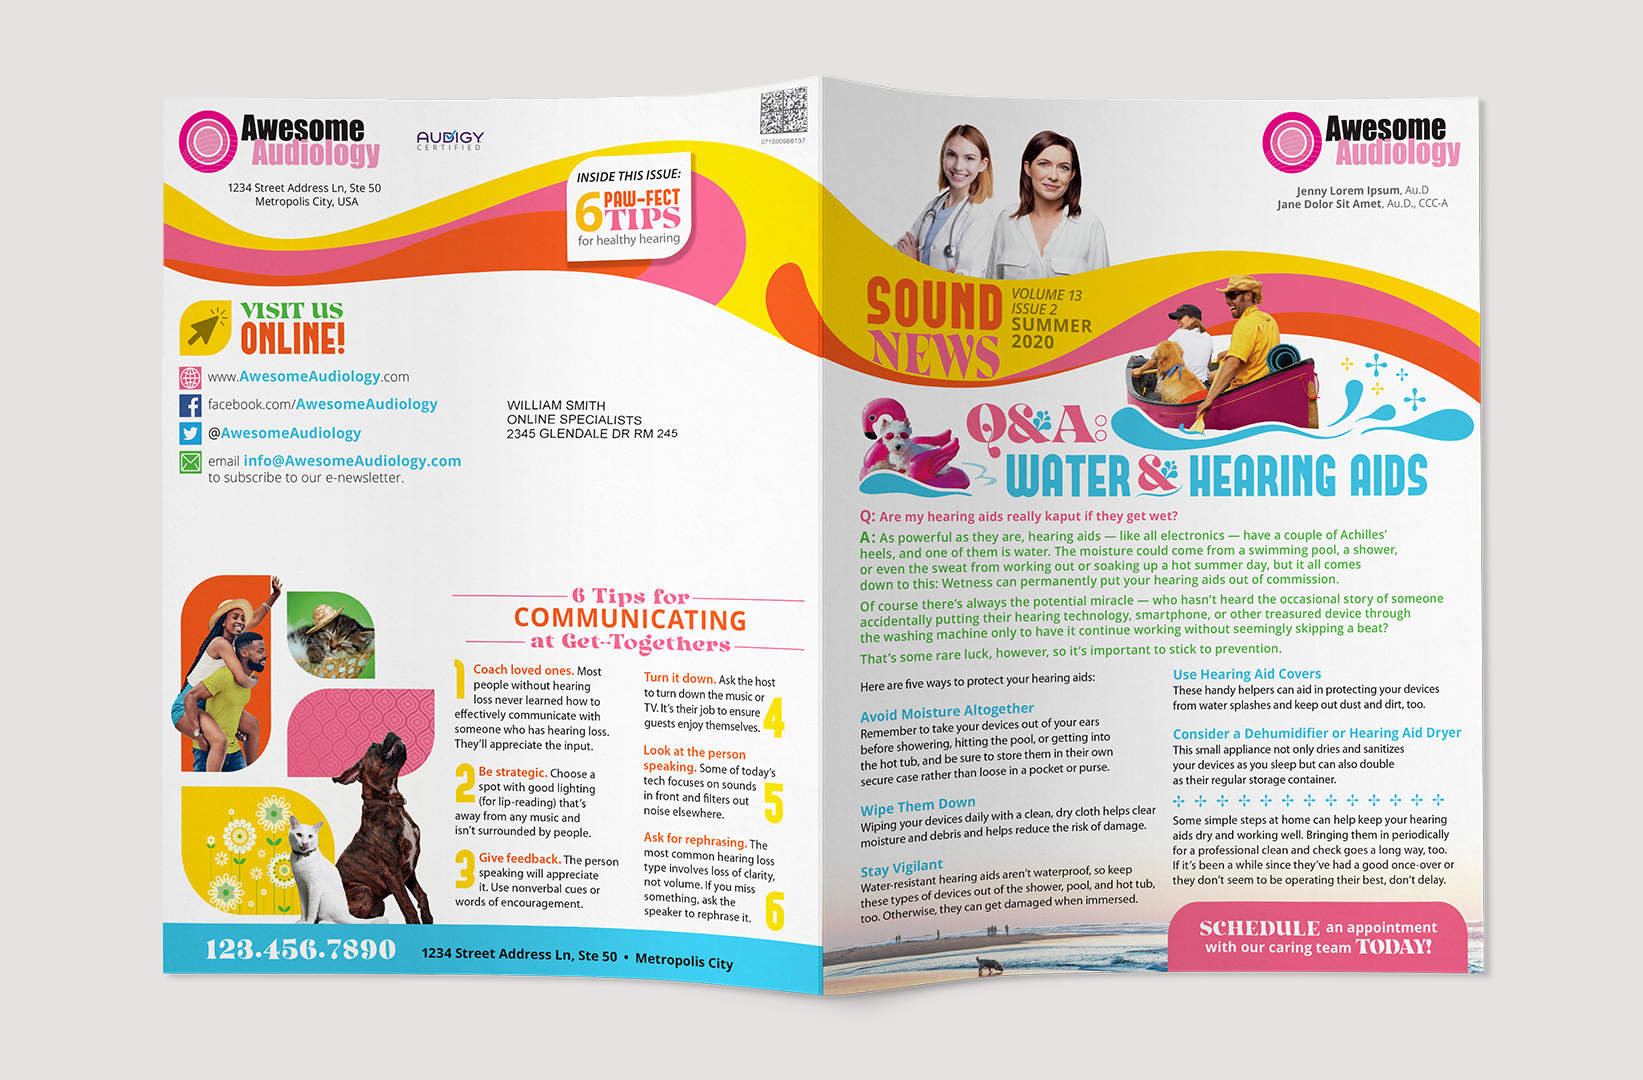 Awesome
Audiology
AUDIGY
CERTIFIED
1234 Street Address Ln, Ste 50
Metropolis City, USA
071S00986137
INSIDE THIS ISSUE:
6 PAW-FECT
TIPS
for healthy hearing
VISIT US
ONLINE!
www.AwesomeAudiology.com
facebook.com/AwesomeAudiology
@AwesomeAudiology
email info@AwesomeAudiology.com
to subscribe to our e-newsletter.
WILLIAM SMITH
ONLINE SPECIALISTS
2345 GLENDALE DR RM 245
6 Tips for
COMMUNICATING
at Get-Togethers
1 Coach loved ones. Most
people without hearing
loss never learned how to
effectively communicate with
someone who has hearing loss.
They'll appreciate the input.
2 Be strategic. Choose a
spot with good lighting
(for lip-reading) that's
away from any music and
isn't surrounded by people.
3 Give feedback. The person
speaking will appreciate
it. Use nonverbal cues or
words of encouragement.
Turn it down. Ask the host
to turn down the music or
TV. It's their job to ensure
guests enjoy themselves. 4
Look at the person
speaking. Some of today's
tech focuses on sounds
in front and filters out
noise elsewhere. 5
Ask for rephrasing. The
most common hearing loss
type involves loss of clarity,
not volume. If you miss
something, ask the
speaker to rephrase it. 6
123.456.7890 1234 Street Address Ln, Ste 50 • Metropolis City
Awesome
Audiology
Jenny Lorem Ipsum, Au.D
Jane Dolor Sit Amet, Au.D., CCC-A
SOUND
NEWS
VOLUME 13
ISSUE 2
SUMMER
2020
Q&A:
WATER & HEARING AIDS
Q: Are my hearing aids really kaput if they get wet?
A: As powerful as they are, hearing aids — like all electronics — have a couple of Achilles'
heels, and one of them is water. The moisture could come from a swimming pool, a shower,
or even the sweat from working out or soaking up a hot summer day, but it all comes
down to this: Wetness can permanently put your hearing aids out of commission.
Of course there's always the potential miracle — who hasn't heard the occasional story of someone
accidentally putting their hearing technology, smartphone, or other treasured device through
the washing machine only to have it continue working without seemingly skipping a beat?
That's some rare luck, however, so it's important to stick to prevention.
Here are five ways to protect your hearing aids:
Avoid Moisture Altogether
Remember to take your devices out of your ears
before showering, hitting the pool, or getting into
the hot tub, and be sure to store them in their own
secure case rather than loose in a pocket or purse.
Wipe Them Down
Wiping your devices daily with a clean, dry cloth helps clear
moisture and debris and helps reduce the risk of damage.
Stay Vigilant
Water-resistant hearing aids aren't waterproof, so keep
these types of devices out of the shower, pool, and hot tub,
too. Otherwise, they can get damaged when immersed.
Use Hearing Aid Covers
These handy helpers can aid in protecting your devices
from water splashes and keep out dust and dirt, too.
Consider a Dehumidifier or Hearing Aid Dryer
This small appliance not only dries and sanitizes
your devices as you sleep but can also double
as their regular storage container.
Some simple steps at home can help keep your hearing
aids dry and working well. Bringing them in periodically
for a professional clean and check goes a long way, too.
If it's been a while since they've had a good once-over or
they don't seem to be operating their best, don't delay.
SCHEDULE an appointment
with our caring team TODAY!